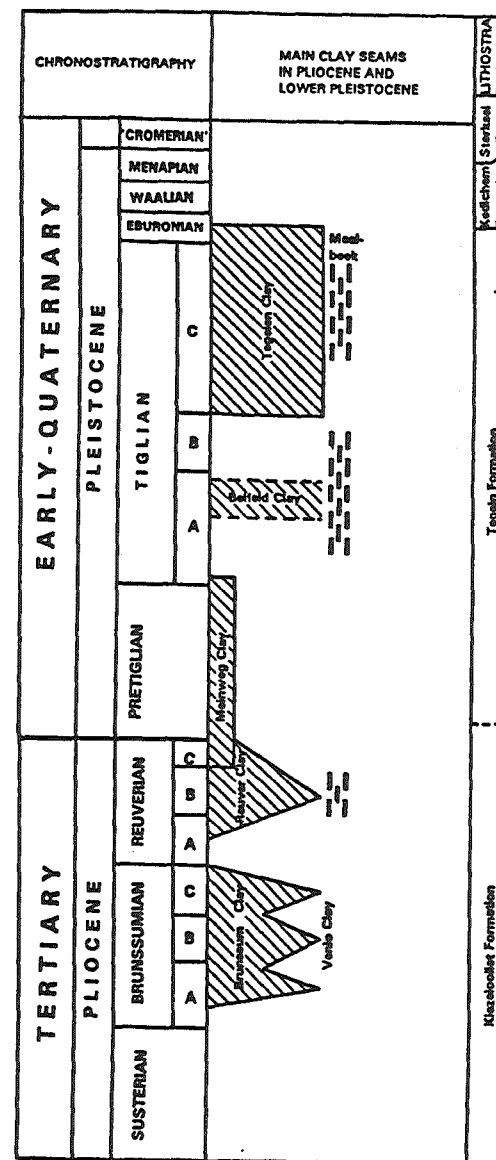 CHRONOSTRATIGRAPHY
MAIN CLAY SEAMS
IN PLIOCENE AND
LOWER PLEISTOCENE
LITHOSTRA
EARLY-QUATERNARY
PLEISTOCENE
'CROMERIAN'
MENAPIAN
WAALIAN
EBURONIAN
TIGLIAN
C
B
A
PRETIGLIAN
TERTIARY
PLIOCENE
REUVERIAN
C
B
A
BRUNSSUMIAN
C
B
A
SUSTERIAN
Tegelen Clay
Maal-
beek
Belfeld Clay
Meinweg Clay
Reuver Clay
Brunssum Clay
Venlo Clay
Sterksel
Kedichem
Tegeln Formation
Kiezeloollet Formation